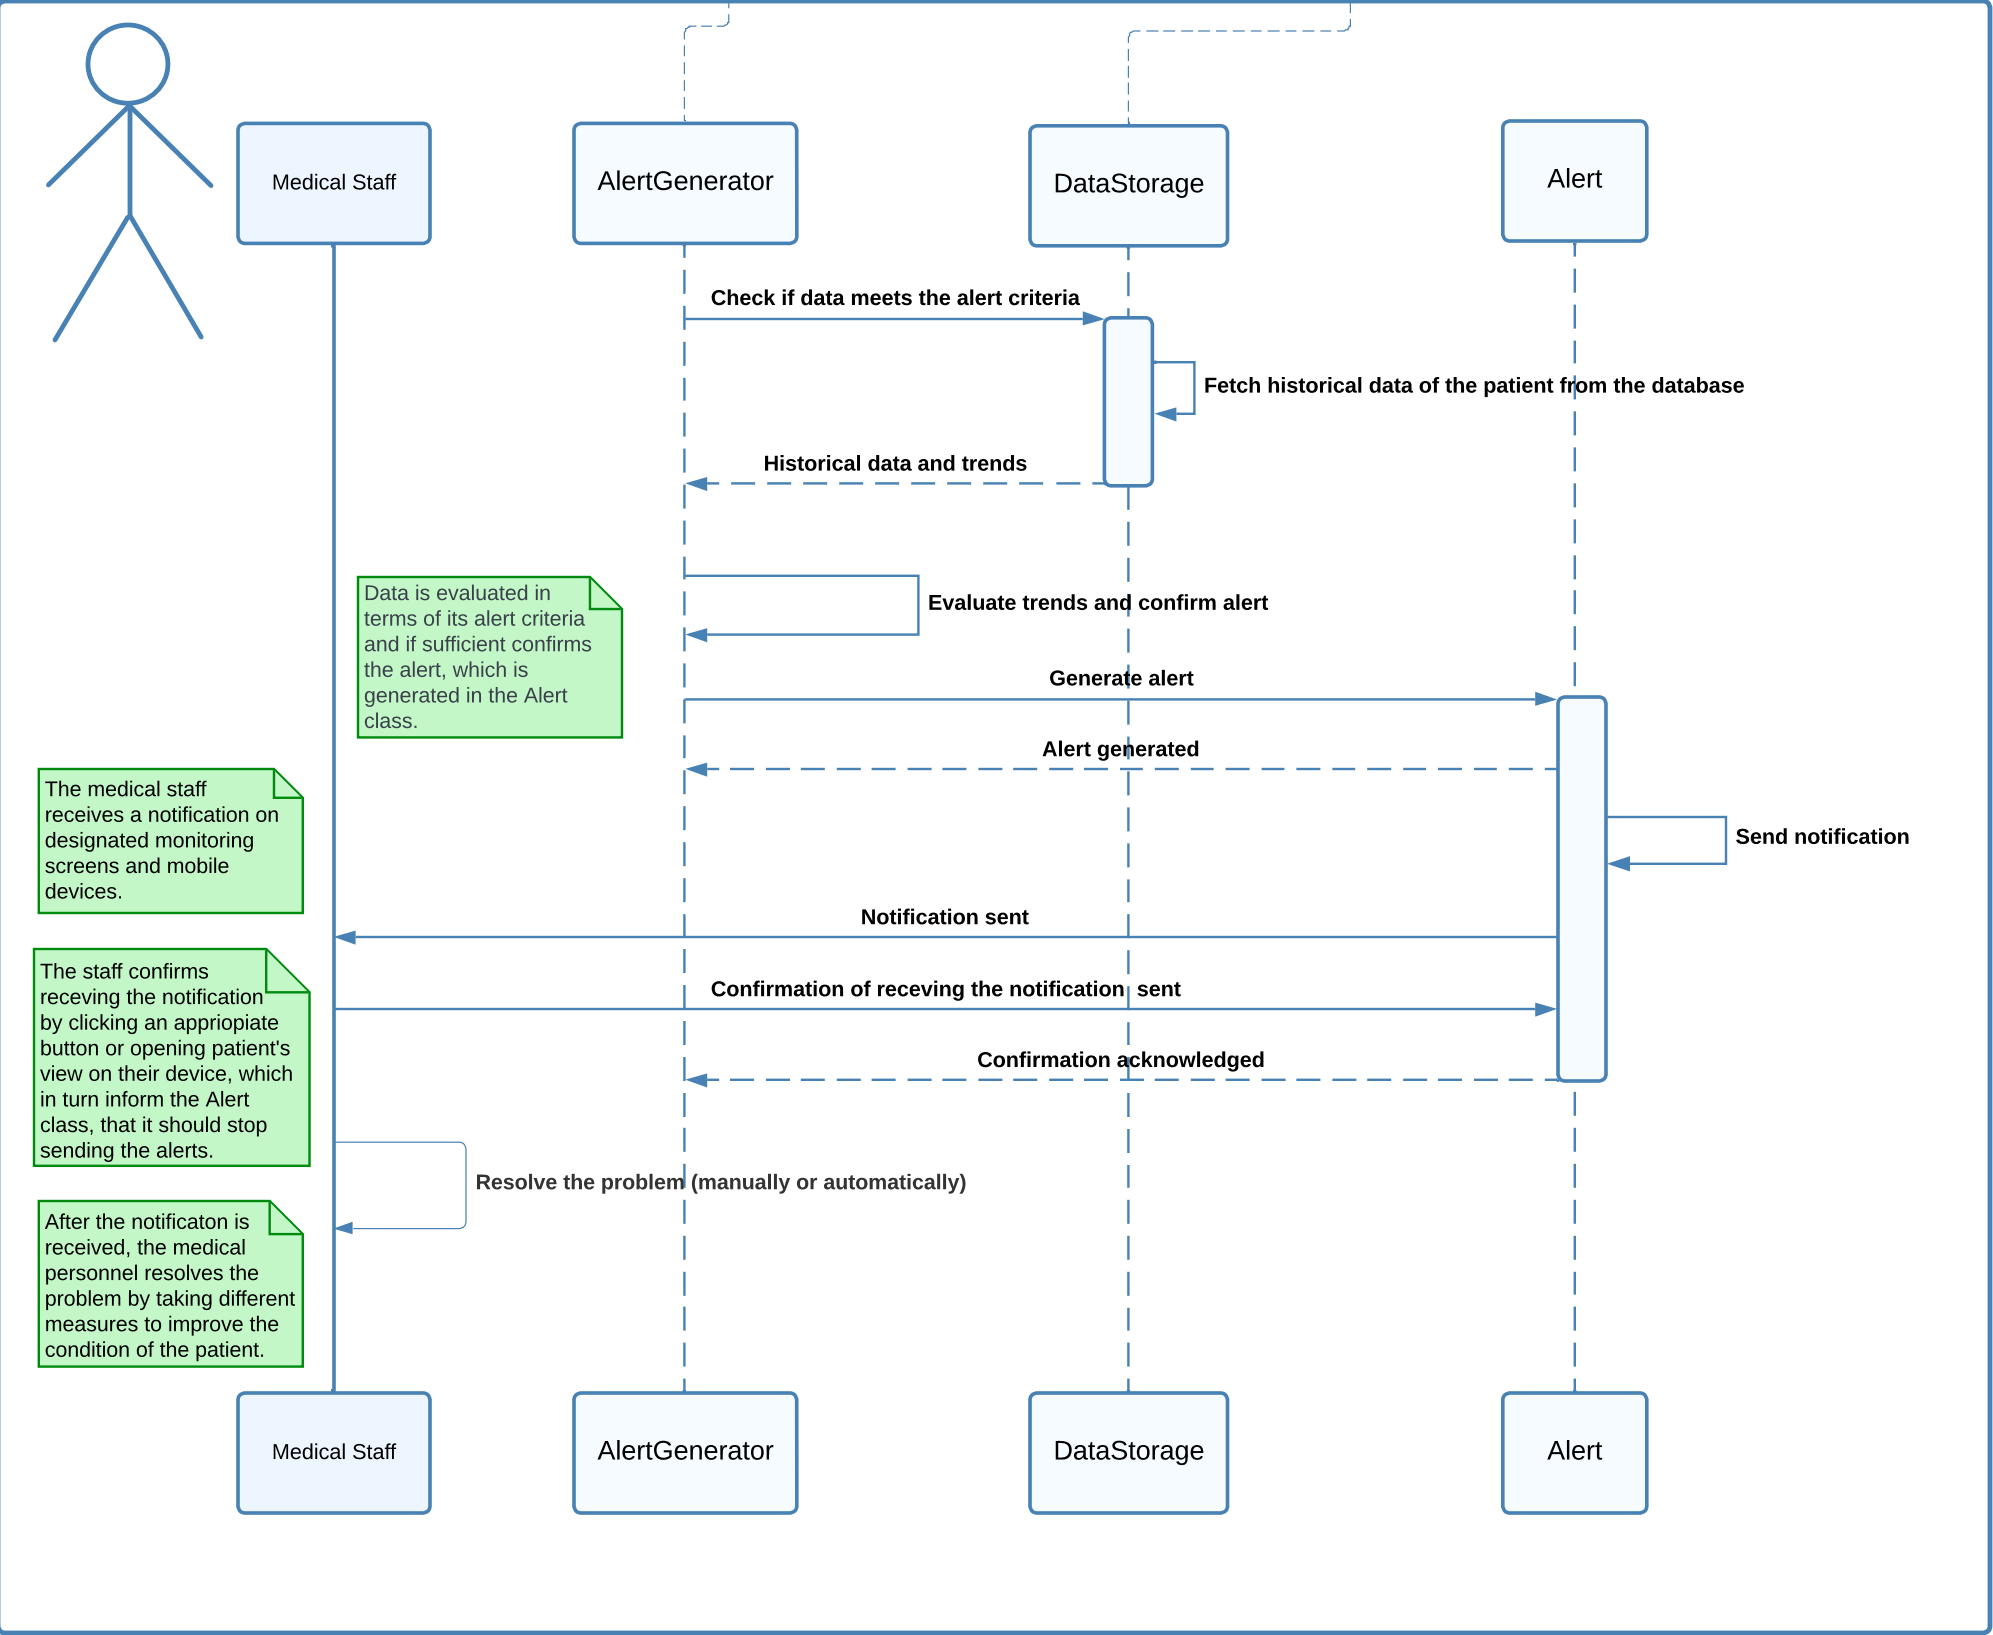 Medical Staff
AlertGenerator
DataStorage
Alert
Check if data meets the alert criteria
Fetch historical data of the patient from the database
Historical data and trends
Data is evaluated in
terms of its alert criteria
and if sufficient confirms
the alert, which is
generated in the Alert
class.
Evaluate trends and confirm alert
Generate alert
Alert generated
The medical staff
receives a notification on
designated monitoring
screens and mobile
devices.
Send notification
Notification sent
The staff confirms
receving the notification
by clicking an appriopiate
button or opening patient's
view on their device, which
in turn inform the Alert
class, that it should stop
sending the alerts.
Confirmation of receving the notification  sent
Confirmation acknowledged
Resolve the problem (manually or automatically)
After the notificaton is
received, the medical
personnel resolves the
problem by taking different
measures to improve the
condition of the patient.
Medical Staff
AlertGenerator
DataStorage
Alert